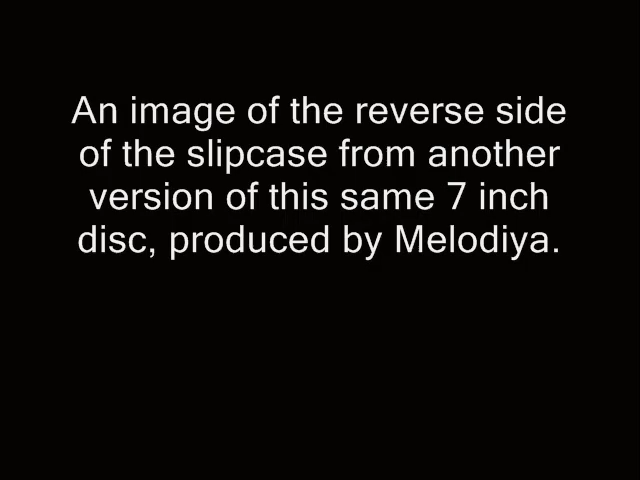 An image of the reverse side
of the slipcase from another
version of this same 7 inch
disc, produced by Melodiya.